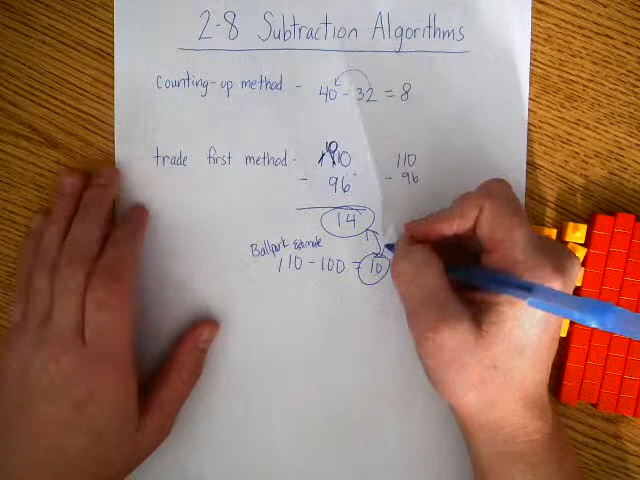 2-8 Subtraction Algorithms
counting-up method - 40 - 32 = 8
trade first method - 10
110 110
- 96 - 96
14
Ballpark Estimate
110 - 100 = 10